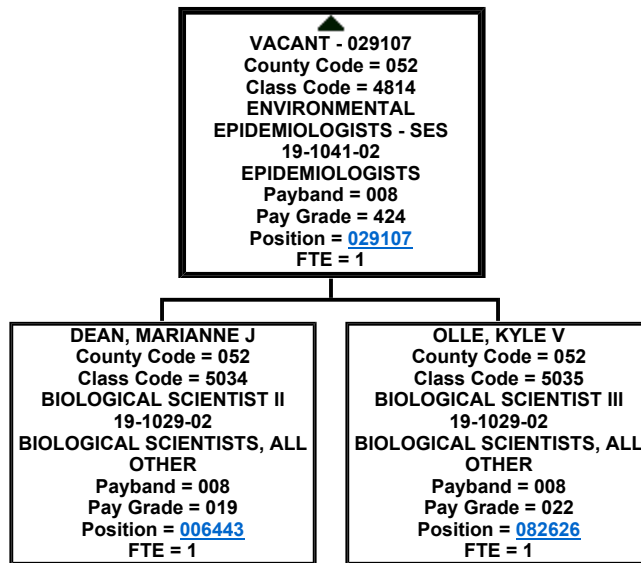 VACANT - 029107
County Code = 052
Class Code = 4814
ENVIRONMENTAL
EPIDEMIOLOGISTS - SES
19-1041-02
EPIDEMIOLOGISTS
Payband = 008
Pay Grade = 424
Position = 029107
FTE = 1
DEAN, MARIANNE J
County Code = 052
Class Code = 5034
BIOLOGICAL SCIENTIST II
19-1029-02
BIOLOGICAL SCIENTISTS, ALL
OTHER
Payband = 008
Pay Grade = 019
Position = 006443
FTE = 1
OLLE, KYLE V
County Code = 052
Class Code = 5035
BIOLOGICAL SCIENTIST III
19-1029-02
BIOLOGICAL SCIENTISTS, ALL
OTHER
Payband = 008
Pay Grade = 022
Position = 082626
FTE = 1